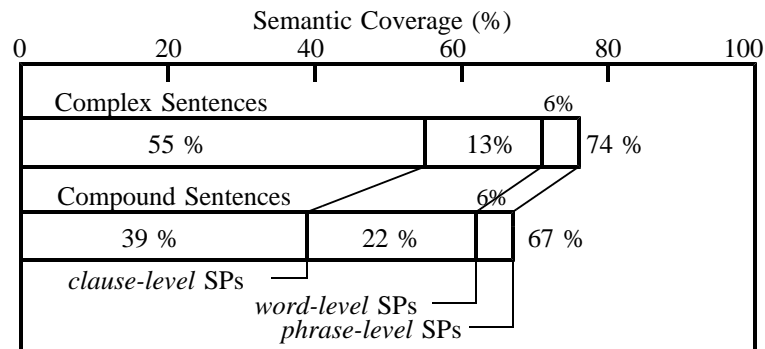 Semantic Coverage (%)
0 20 40 60 80 100
Complex Sentences 6%
55 % 13% 74 %
Compound Sentences 6%
39 % 22 % 67 %
clause-level SPs
word-level SPs
phrase-level SPs